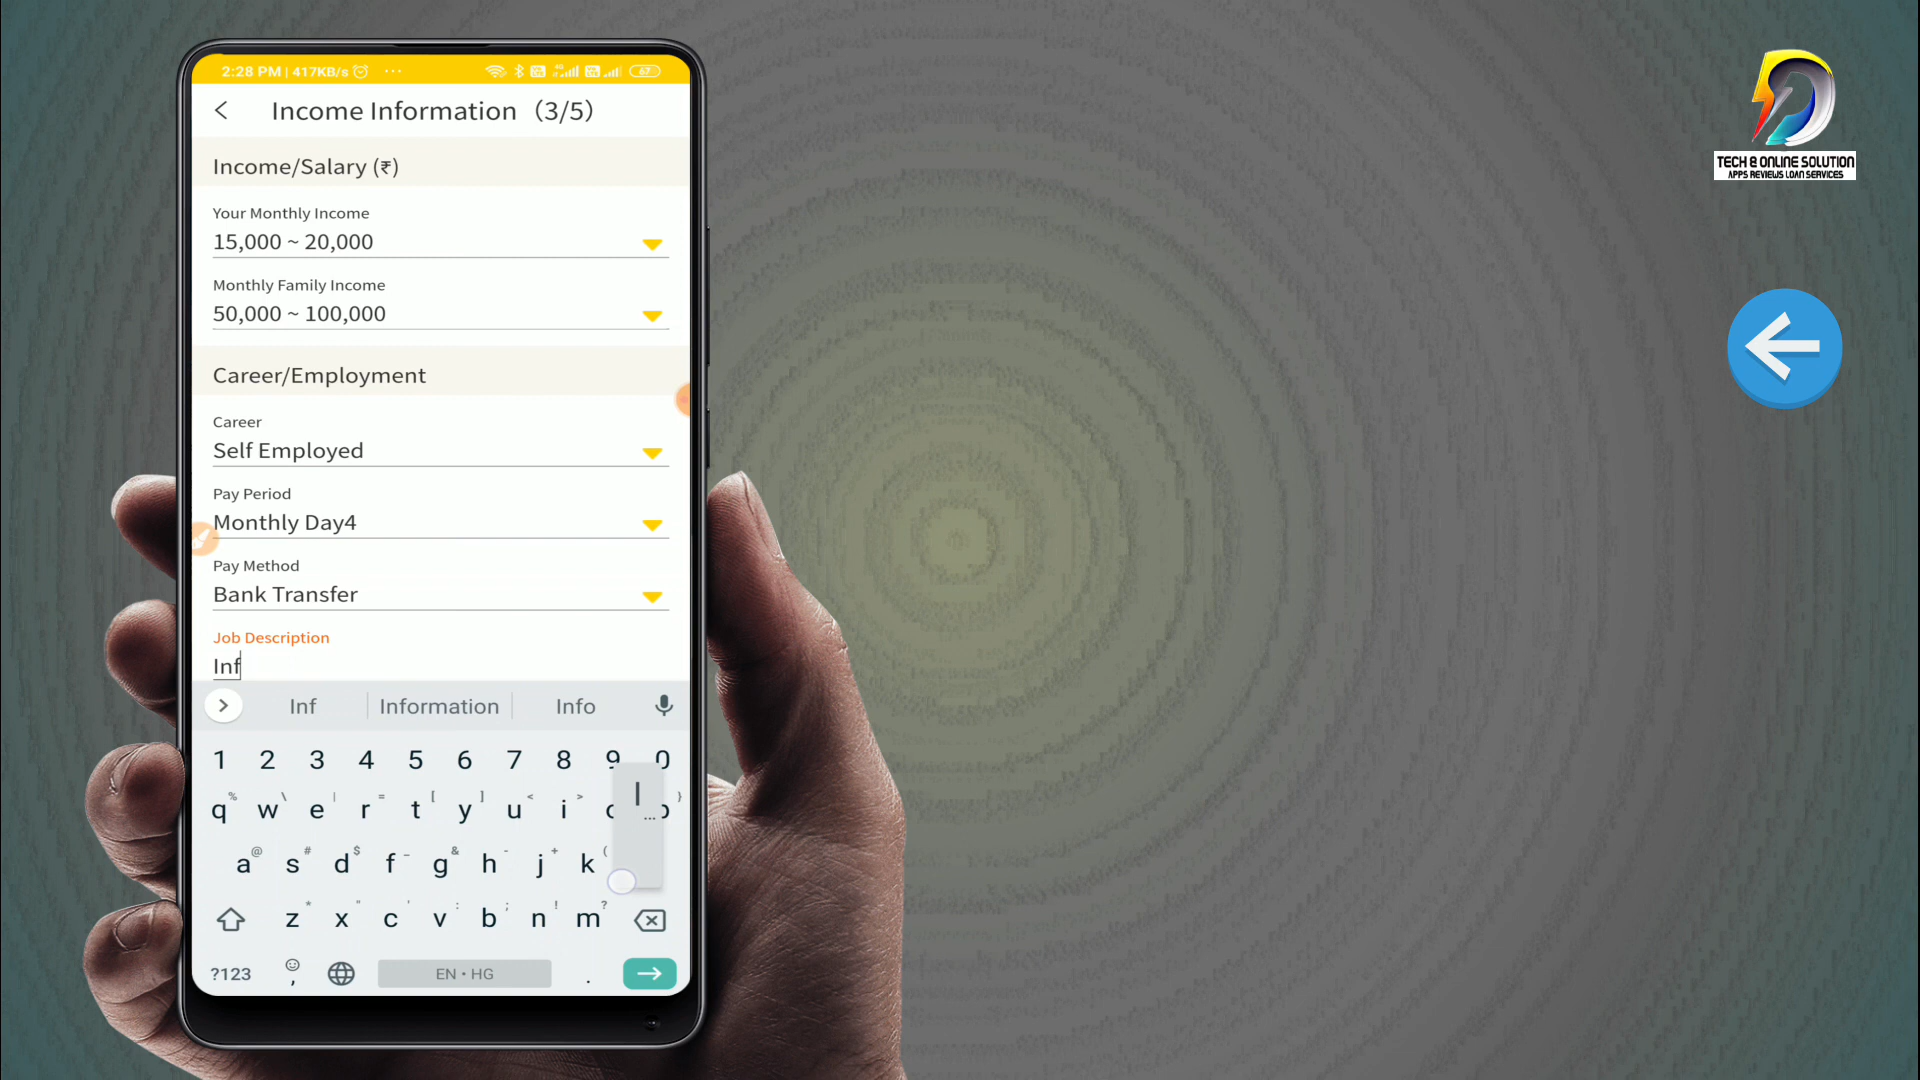 2:28 PM | 417KB/s ... 67
Income Information (3/5)
Income/Salary (₹)
Your Monthly Income
15,000 ~ 20,000
Monthly Family Income
50,000 ~ 100,000
Career/Employment
Career
Self Employed
Pay Period
Monthly Day4
Pay Method
Bank Transfer
Job Description
Inf
Inf Information Info
1 2 3 4 5 6 7 8 9 0
q w e r t y u i o p
a s d f g h j k l
z x c v b n m
?123 , EN • HG .
TECH & ONLINE SOLUTION
APPS REVIEWS LOAN SERVICES